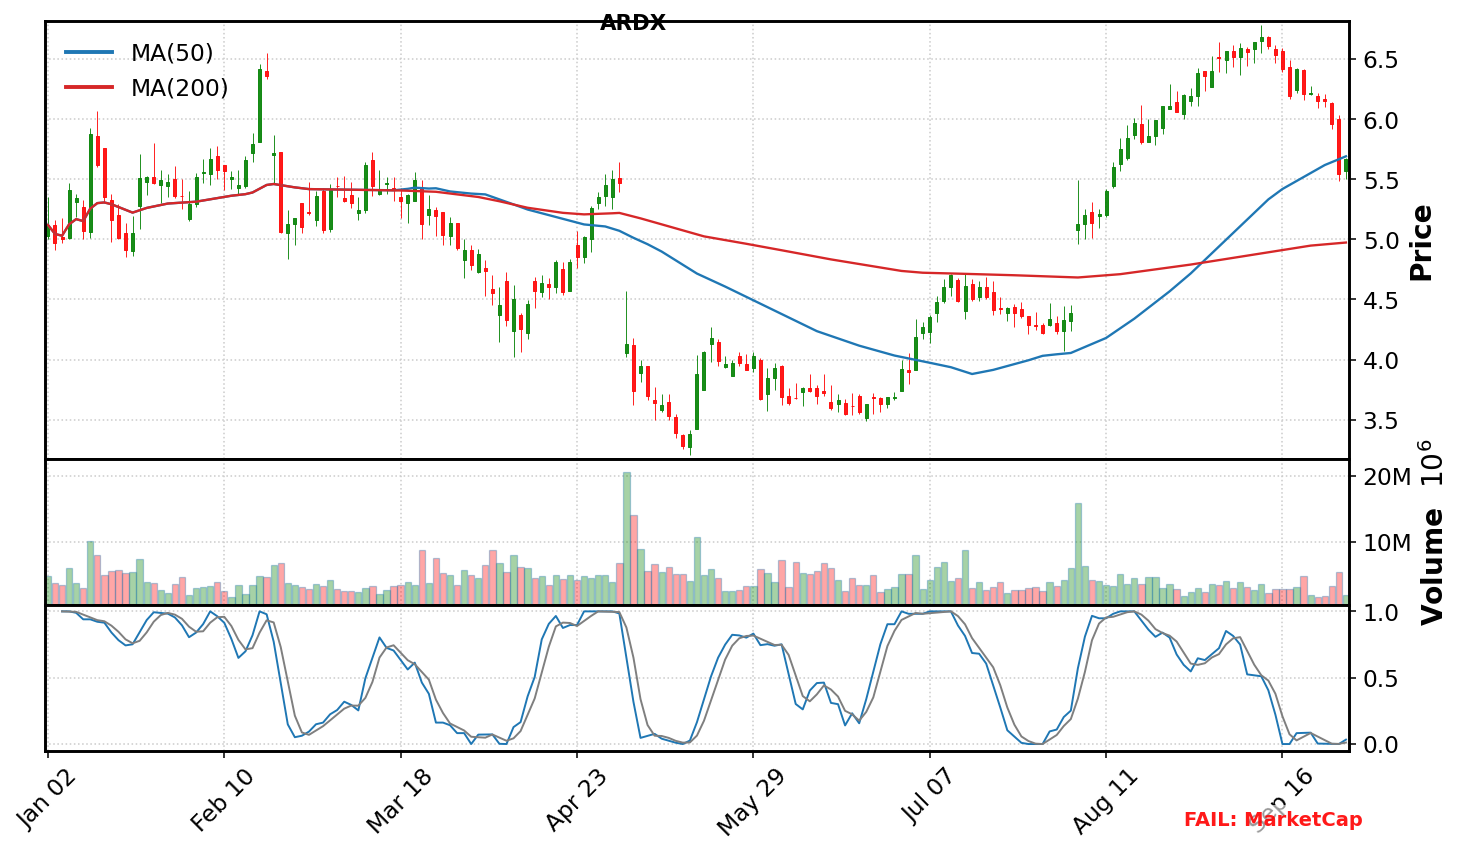 ARDX
MA(50)
MA(200)
6.5
6.0
5.5
5.0
4.5
4.0
3.5
Price
20M
10M
Volume 10^6
1.0
0.5
0.0
Jan 02
Feb 10
Mar 18
Apr 23
May 29
Jul 07
Aug 11
Sep 16
FAIL: MarketCap